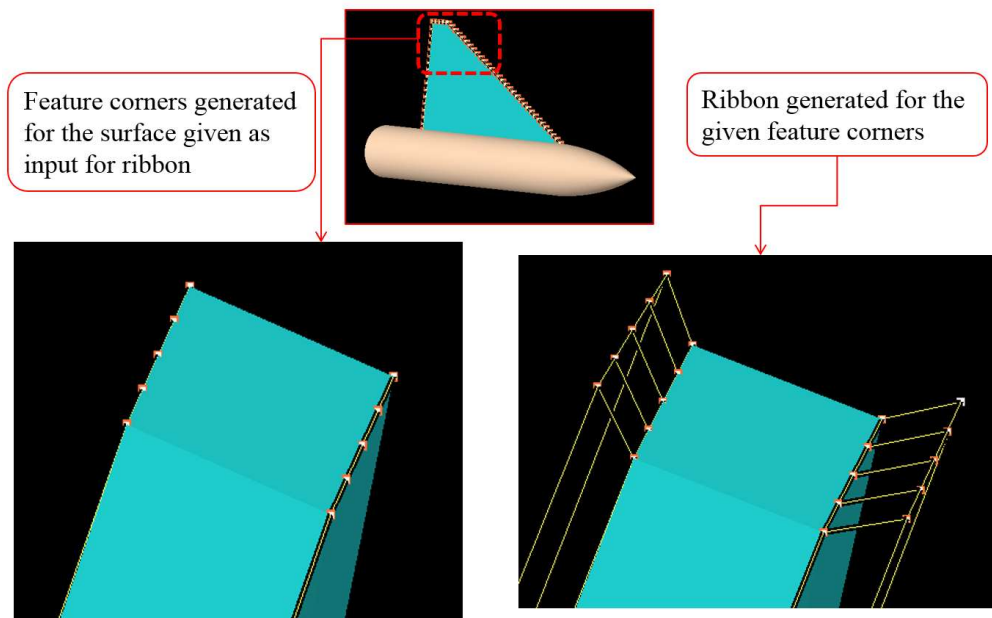 Feature corners generated
for the surface given as
input for ribbon
Ribbon generated for the
given feature corners